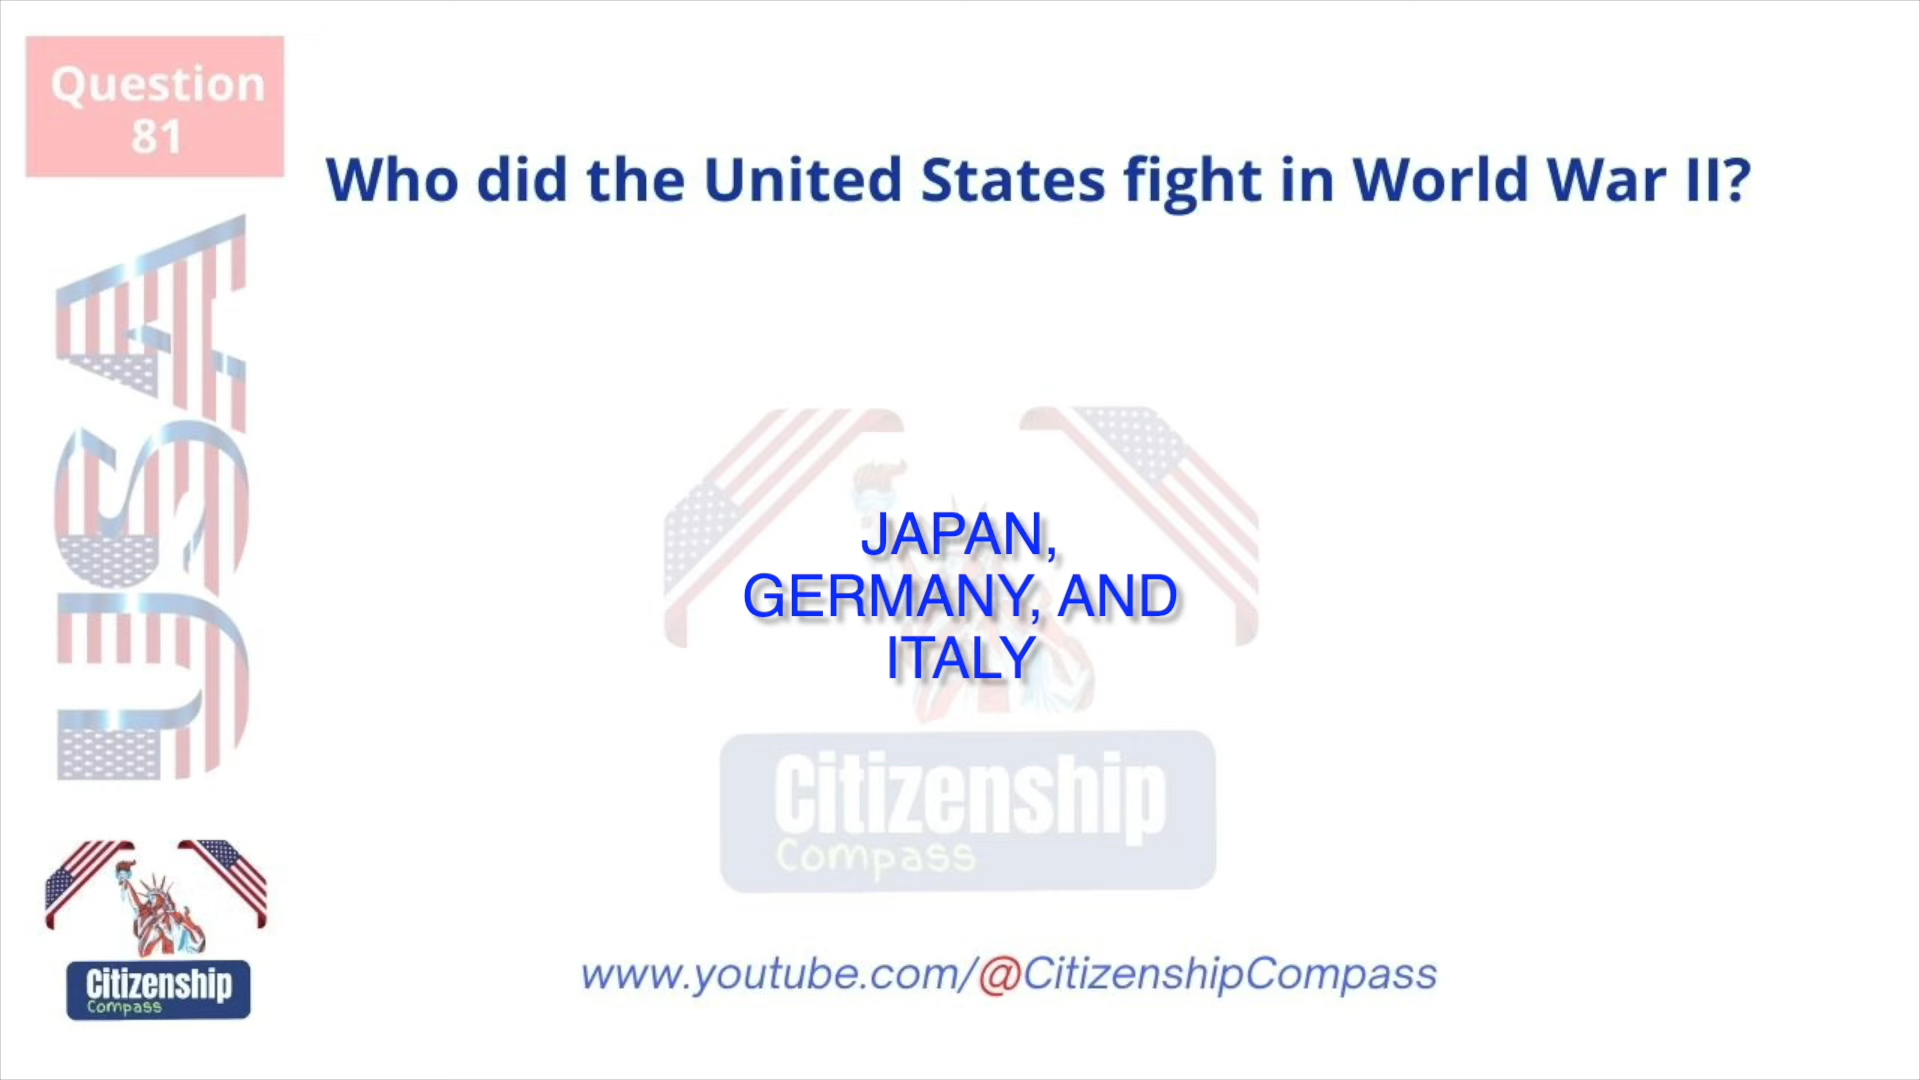 Question
81
Who did the United States fight in World War II?
USA
JAPAN,
GERMANY, AND
ITALY
Citizenship
Compass
Citizenship
Compass
www.youtube.com/@CitizenshipCompass